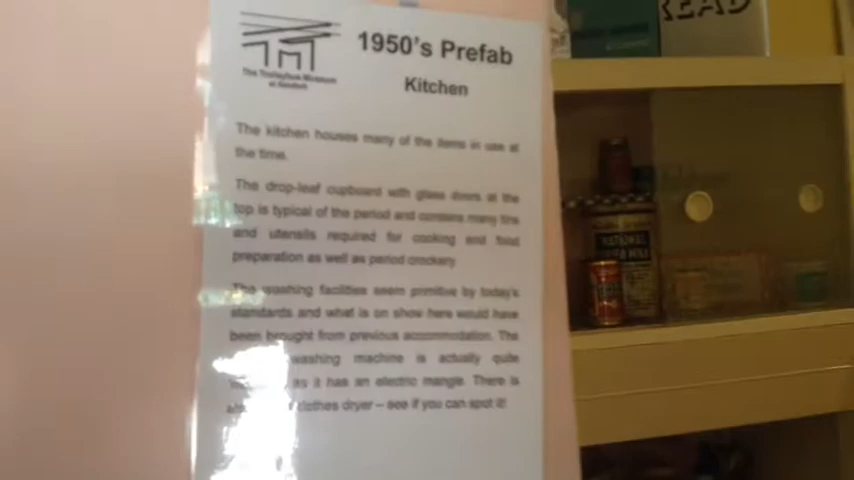 1950's Prefab
Kitchen
The Trolleybus Museum
at Sandtoft
The kitchen houses many of the items in use at
the time.
The drop-leaf cupboard with glass doors at the
top is typical of the period and contains many tins
and utensils required for cooking and food
preparation as well as period crockery.
The washing facilities seem primitive by today's
standards and what is on show here would have
been brought from previous accommodation. The
washing machine is actually quite
as it has an electric mangle. There is
clothes dryer – see if you can spot it!
NATIONAL
MILK